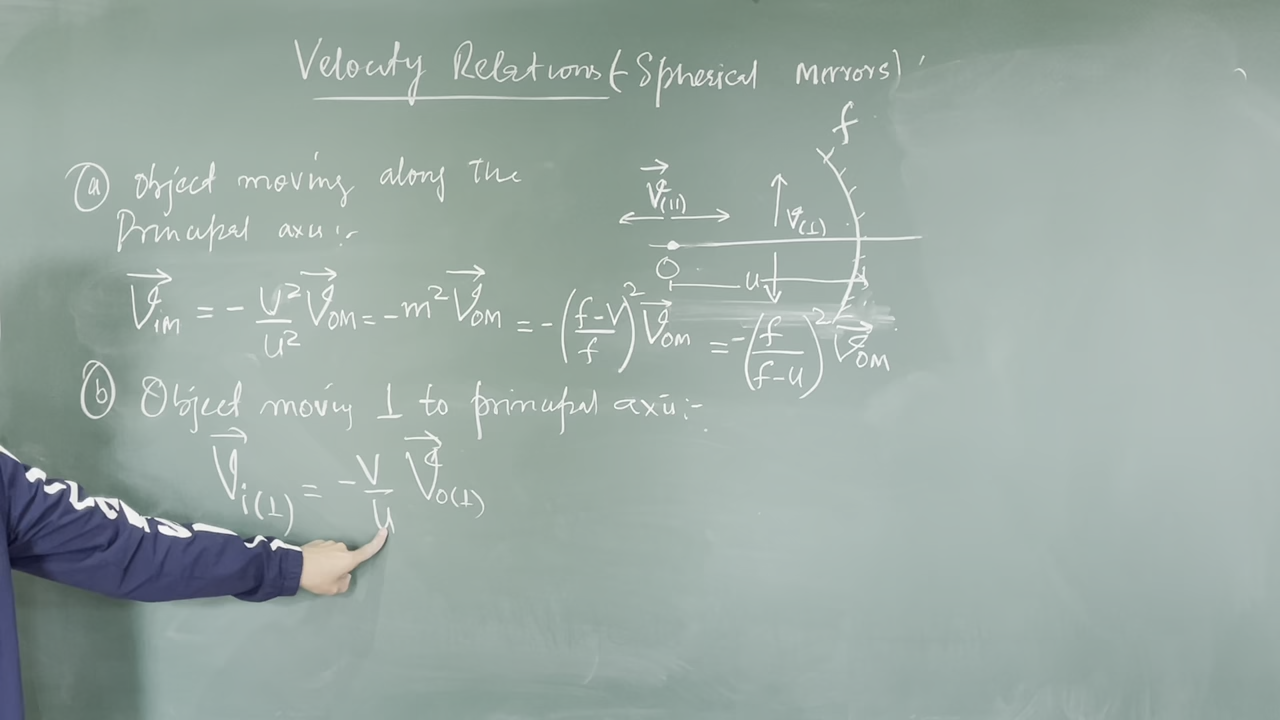 Velocity Relations (- Spherical Mirrors)
f
ⓐ Object moving along the
Principal axis:-
V⃗(||)
V(⊥)
O
u
V⃗iM = - V²/u² V⃗OM = - m² V⃗OM = -((f-V)/f)² V⃗OM = -(f/(f-u))² V⃗OM
ⓑ Object moving ⊥ to principal axis:-
V⃗i(⊥) = - V/u V⃗O(⊥)